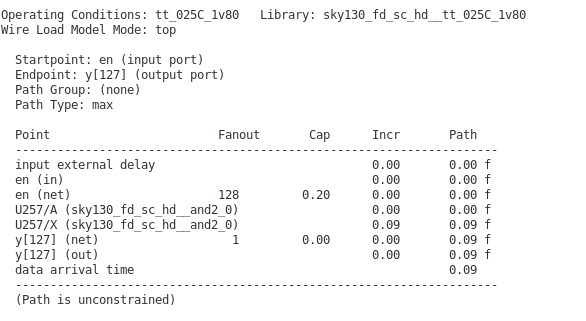 Operating Conditions: tt_025C_1v80   Library: sky130_fd_sc_hd__tt_025C_1v80
Wire Load Model Mode: top

  Startpoint: en (input port)
  Endpoint: y[127] (output port)
  Path Group: (none)
  Path Type: max

  Point                        Fanout       Cap      Incr       Path
  ---------------------------------------------------------------------
  input external delay                               0.00       0.00 f
  en (in)                                            0.00       0.00 f
  en (net)                     128         0.20      0.00       0.00 f
  U257/A (sky130_fd_sc_hd__and2_0)                   0.00       0.00 f
  U257/X (sky130_fd_sc_hd__and2_0)                   0.09       0.09 f
  y[127] (net)                   1         0.00      0.00       0.09 f
  y[127] (out)                                       0.00       0.09 f
  data arrival time                                             0.09
  ---------------------------------------------------------------------
  (Path is unconstrained)